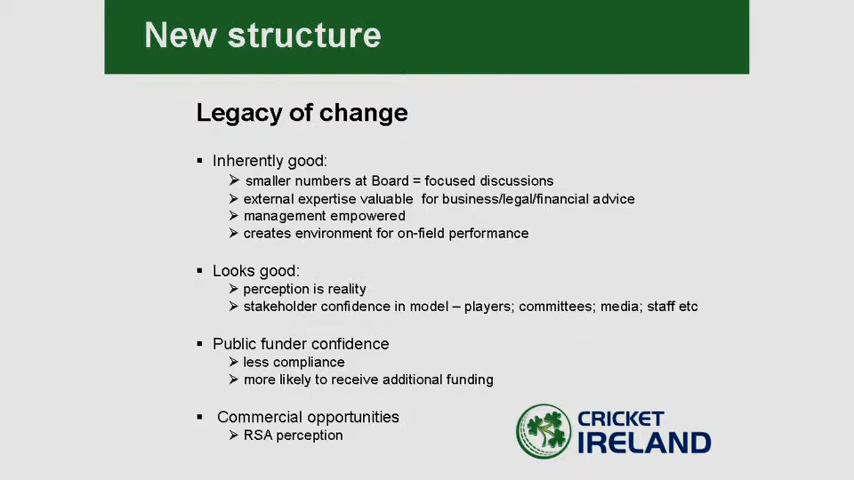 New structure
Legacy of change
▪ Inherently good:
➢ smaller numbers at Board = focused discussions
➢ external expertise valuable for business/legal/financial advice
➢ management empowered
➢ creates environment for on-field performance
▪ Looks good:
➢ perception is reality
➢ stakeholder confidence in model – players; committees; media; staff etc
▪ Public funder confidence
➢ less compliance
➢ more likely to receive additional funding
▪ Commercial opportunities
➢ RSA perception
CRICKET
IRELAND